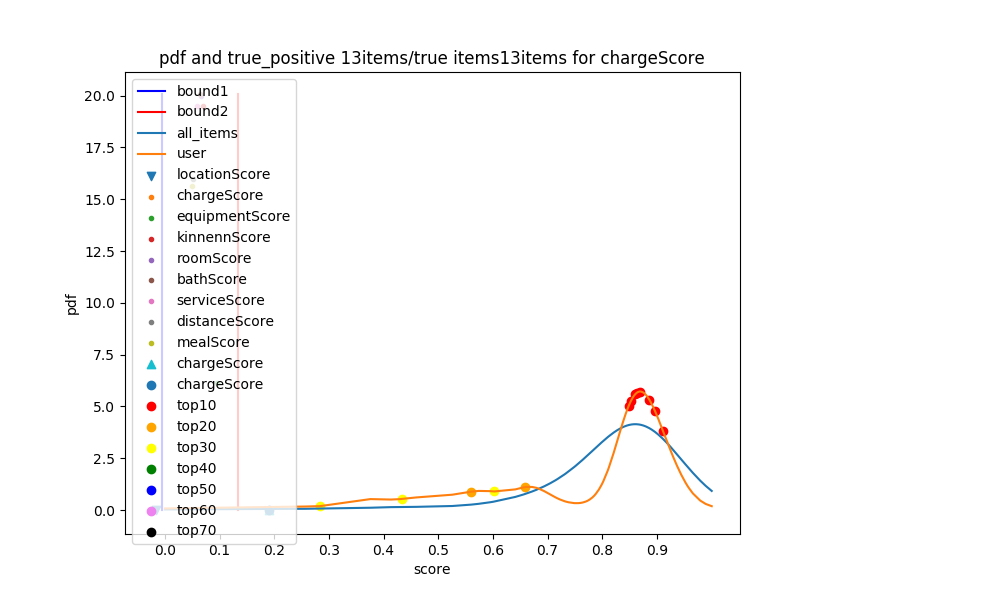 pdf and true_positive 13items/true items13items for chargeScore
20.0
17.5
15.0
12.5
10.0
7.5
5.0
2.5
0.0
pdf
bound1
bound2
all_items
user
locationScore
chargeScore
equipmentScore
kinnennScore
roomScore
bathScore
serviceScore
distanceScore
mealScore
chargeScore
chargeScore
top10
top20
top30
top40
top50
top60
top70
0.0 0.1 0.2 0.3 0.4 0.5 0.6 0.7 0.8 0.9
score